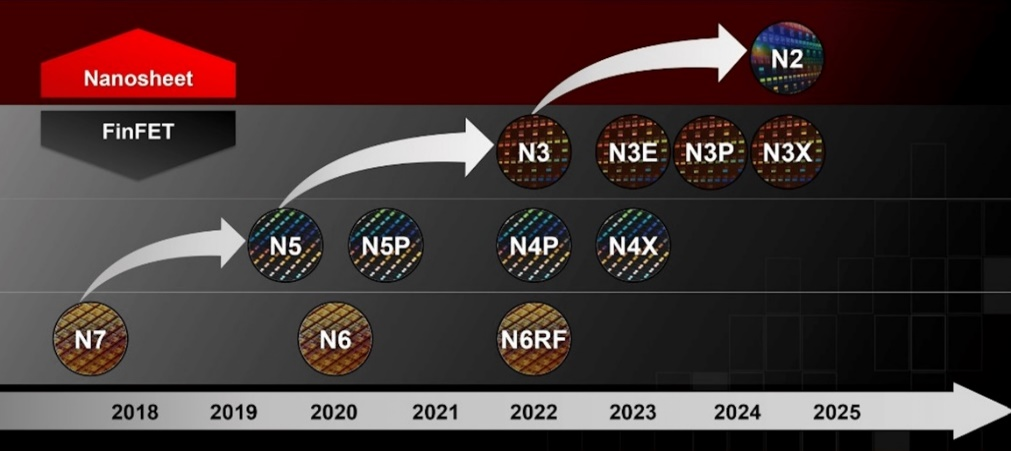 Nanosheet
N2
FinFET
N3 N3E N3P N3X
N5 N5P N4P N4X
N7 N6 N6RF
2018 2019 2020 2021 2022 2023 2024 2025